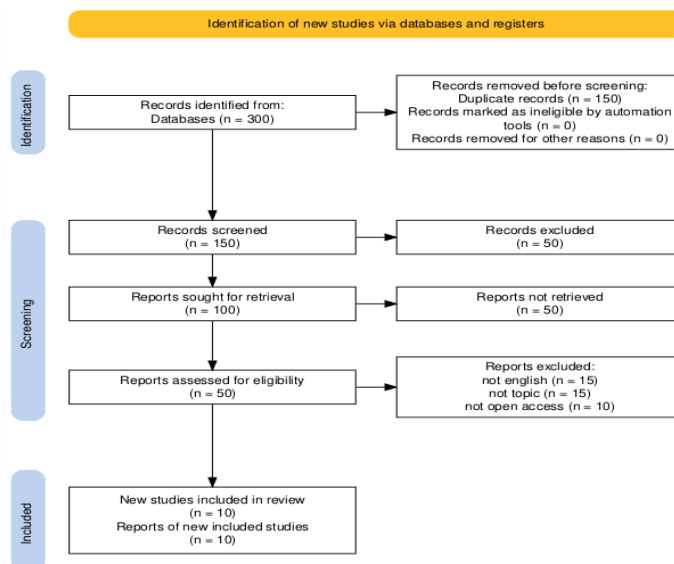 Identification of new studies via databases and registers
Identification
Records identified from:
Databases (n = 300)
Records removed before screening:
Duplicate records (n = 150)
Records marked as ineligible by automation
tools (n = 0)
Records removed for other reasons (n = 0)
Screening
Records screened
(n = 150)
Records excluded
(n = 50)
Reports sought for retrieval
(n = 100)
Reports not retrieved
(n = 50)
Reports assessed for eligibility
(n = 50)
Reports excluded:
not english (n = 15)
not topic (n = 15)
not open access (n = 10)
Included
New studies included in review
(n = 10)
Reports of new included studies
(n = 10)